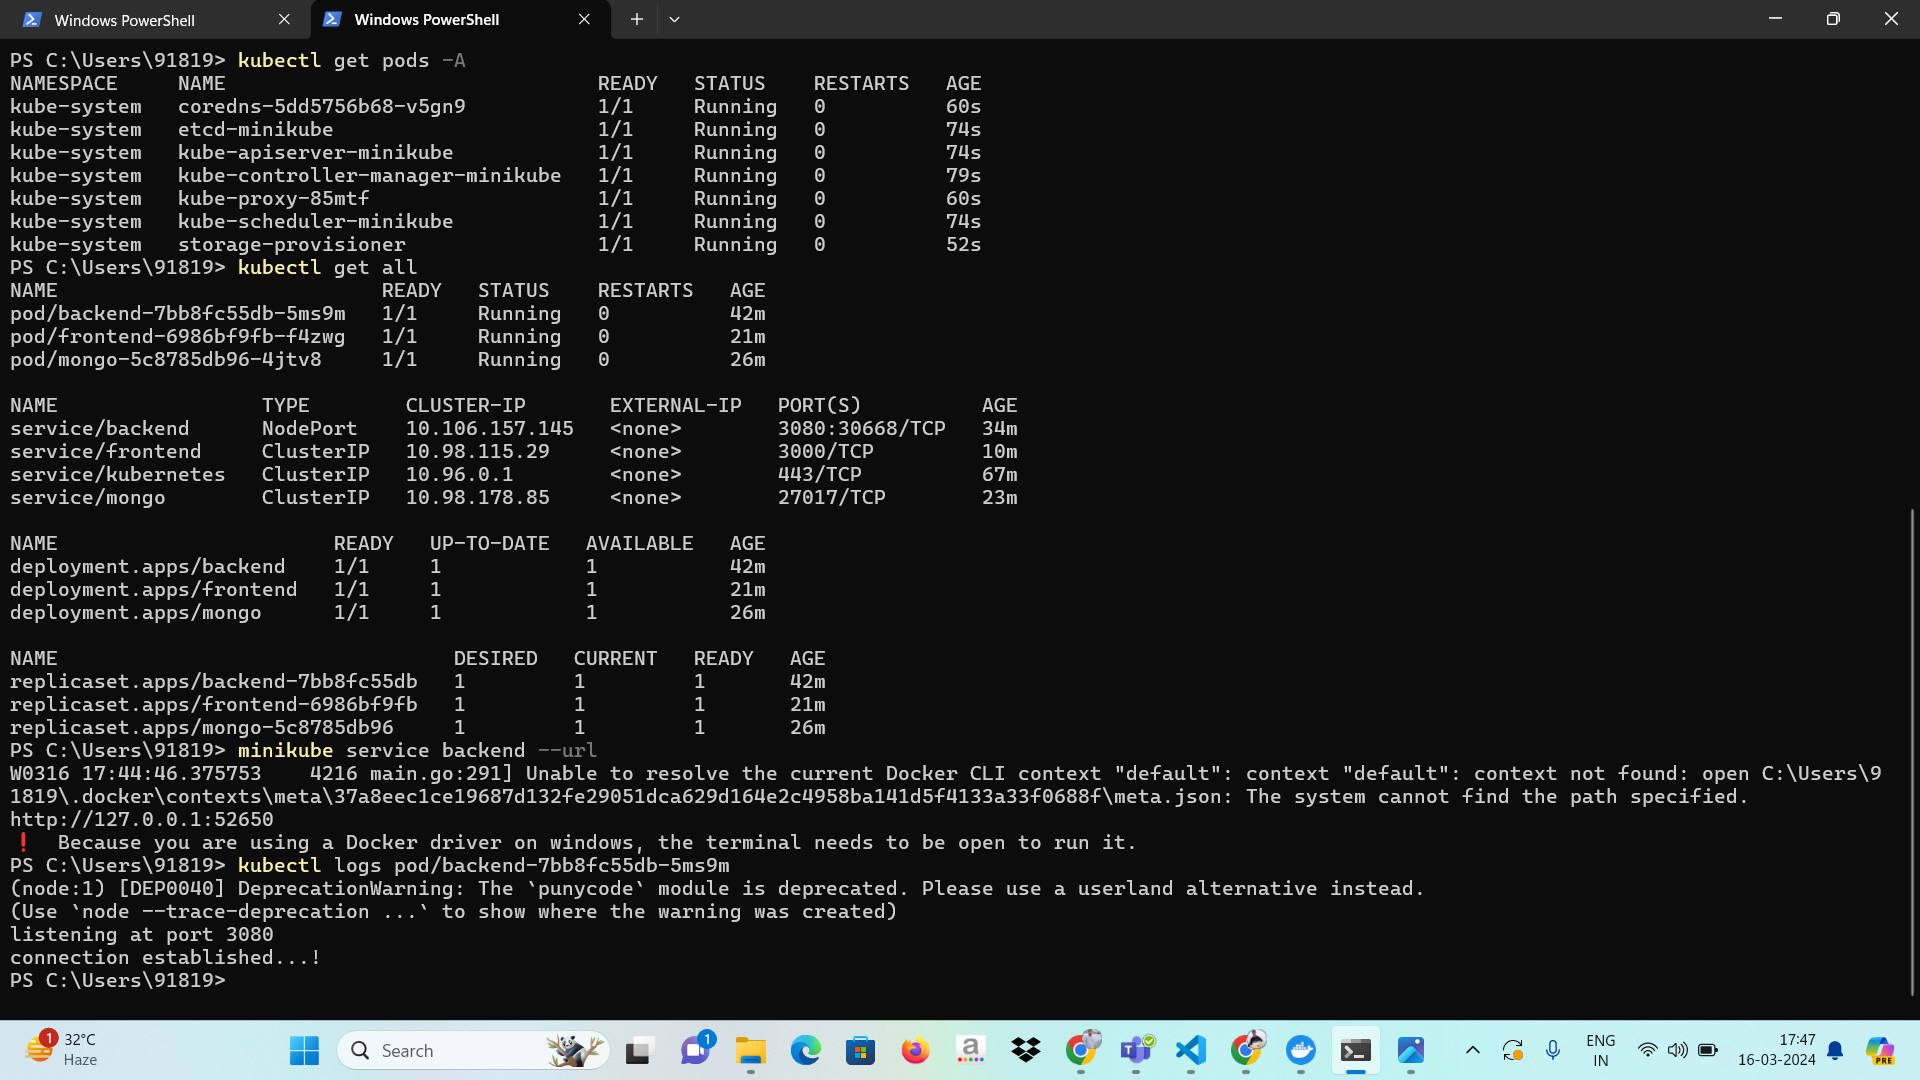 Windows PowerShell
Windows PowerShell
PS C:\Users\91819> kubectl get pods -A
NAMESPACE NAME READY STATUS RESTARTS AGE
kube-system coredns-5dd5756b68-v5gn9 1/1 Running 0 60s
kube-system etcd-minikube 1/1 Running 0 74s
kube-system kube-apiserver-minikube 1/1 Running 0 74s
kube-system kube-controller-manager-minikube 1/1 Running 0 79s
kube-system kube-proxy-85mtf 1/1 Running 0 60s
kube-system kube-scheduler-minikube 1/1 Running 0 74s
kube-system storage-provisioner 1/1 Running 0 52s
PS C:\Users\91819> kubectl get all
NAME READY STATUS RESTARTS AGE
pod/backend-7bb8fc55db-5ms9m 1/1 Running 0 42m
pod/frontend-6986bf9fb-f4zwg 1/1 Running 0 21m
pod/mongo-5c8785db96-4jtv8 1/1 Running 0 26m
NAME TYPE CLUSTER-IP EXTERNAL-IP PORT(S) AGE
service/backend NodePort 10.106.157.145 <none> 3080:30668/TCP 34m
service/frontend ClusterIP 10.98.115.29 <none> 3000/TCP 10m
service/kubernetes ClusterIP 10.96.0.1 <none> 443/TCP 67m
service/mongo ClusterIP 10.98.178.85 <none> 27017/TCP 23m
NAME READY UP-TO-DATE AVAILABLE AGE
deployment.apps/backend 1/1 1 1 42m
deployment.apps/frontend 1/1 1 1 21m
deployment.apps/mongo 1/1 1 1 26m
NAME DESIRED CURRENT READY AGE
replicaset.apps/backend-7bb8fc55db 1 1 1 42m
replicaset.apps/frontend-6986bf9fb 1 1 1 21m
replicaset.apps/mongo-5c8785db96 1 1 1 26m
PS C:\Users\91819> minikube service backend --url
W0316 17:44:46.375753 4216 main.go:291] Unable to resolve the current Docker CLI context "default": context "default": context not found: open C:\Users\9
1819\.docker\contexts\meta\37a8eec1ce19687d132fe29051dca629d164e2c4958ba141d5f4133a33f0688f\meta.json: The system cannot find the path specified.
http://127.0.0.1:52650
❗ Because you are using a Docker driver on windows, the terminal needs to be open to run it.
PS C:\Users\91819> kubectl logs pod/backend-7bb8fc55db-5ms9m
(node:1) [DEP0040] DeprecationWarning: The `punycode` module is deprecated. Please use a userland alternative instead.
(Use `node --trace-deprecation ...` to show where the warning was created)
listening at port 3080
connection established...!
PS C:\Users\91819>
1
32°C
Haze
Search
1
a
T
PRE
ENG
IN
17:47
16-03-2024